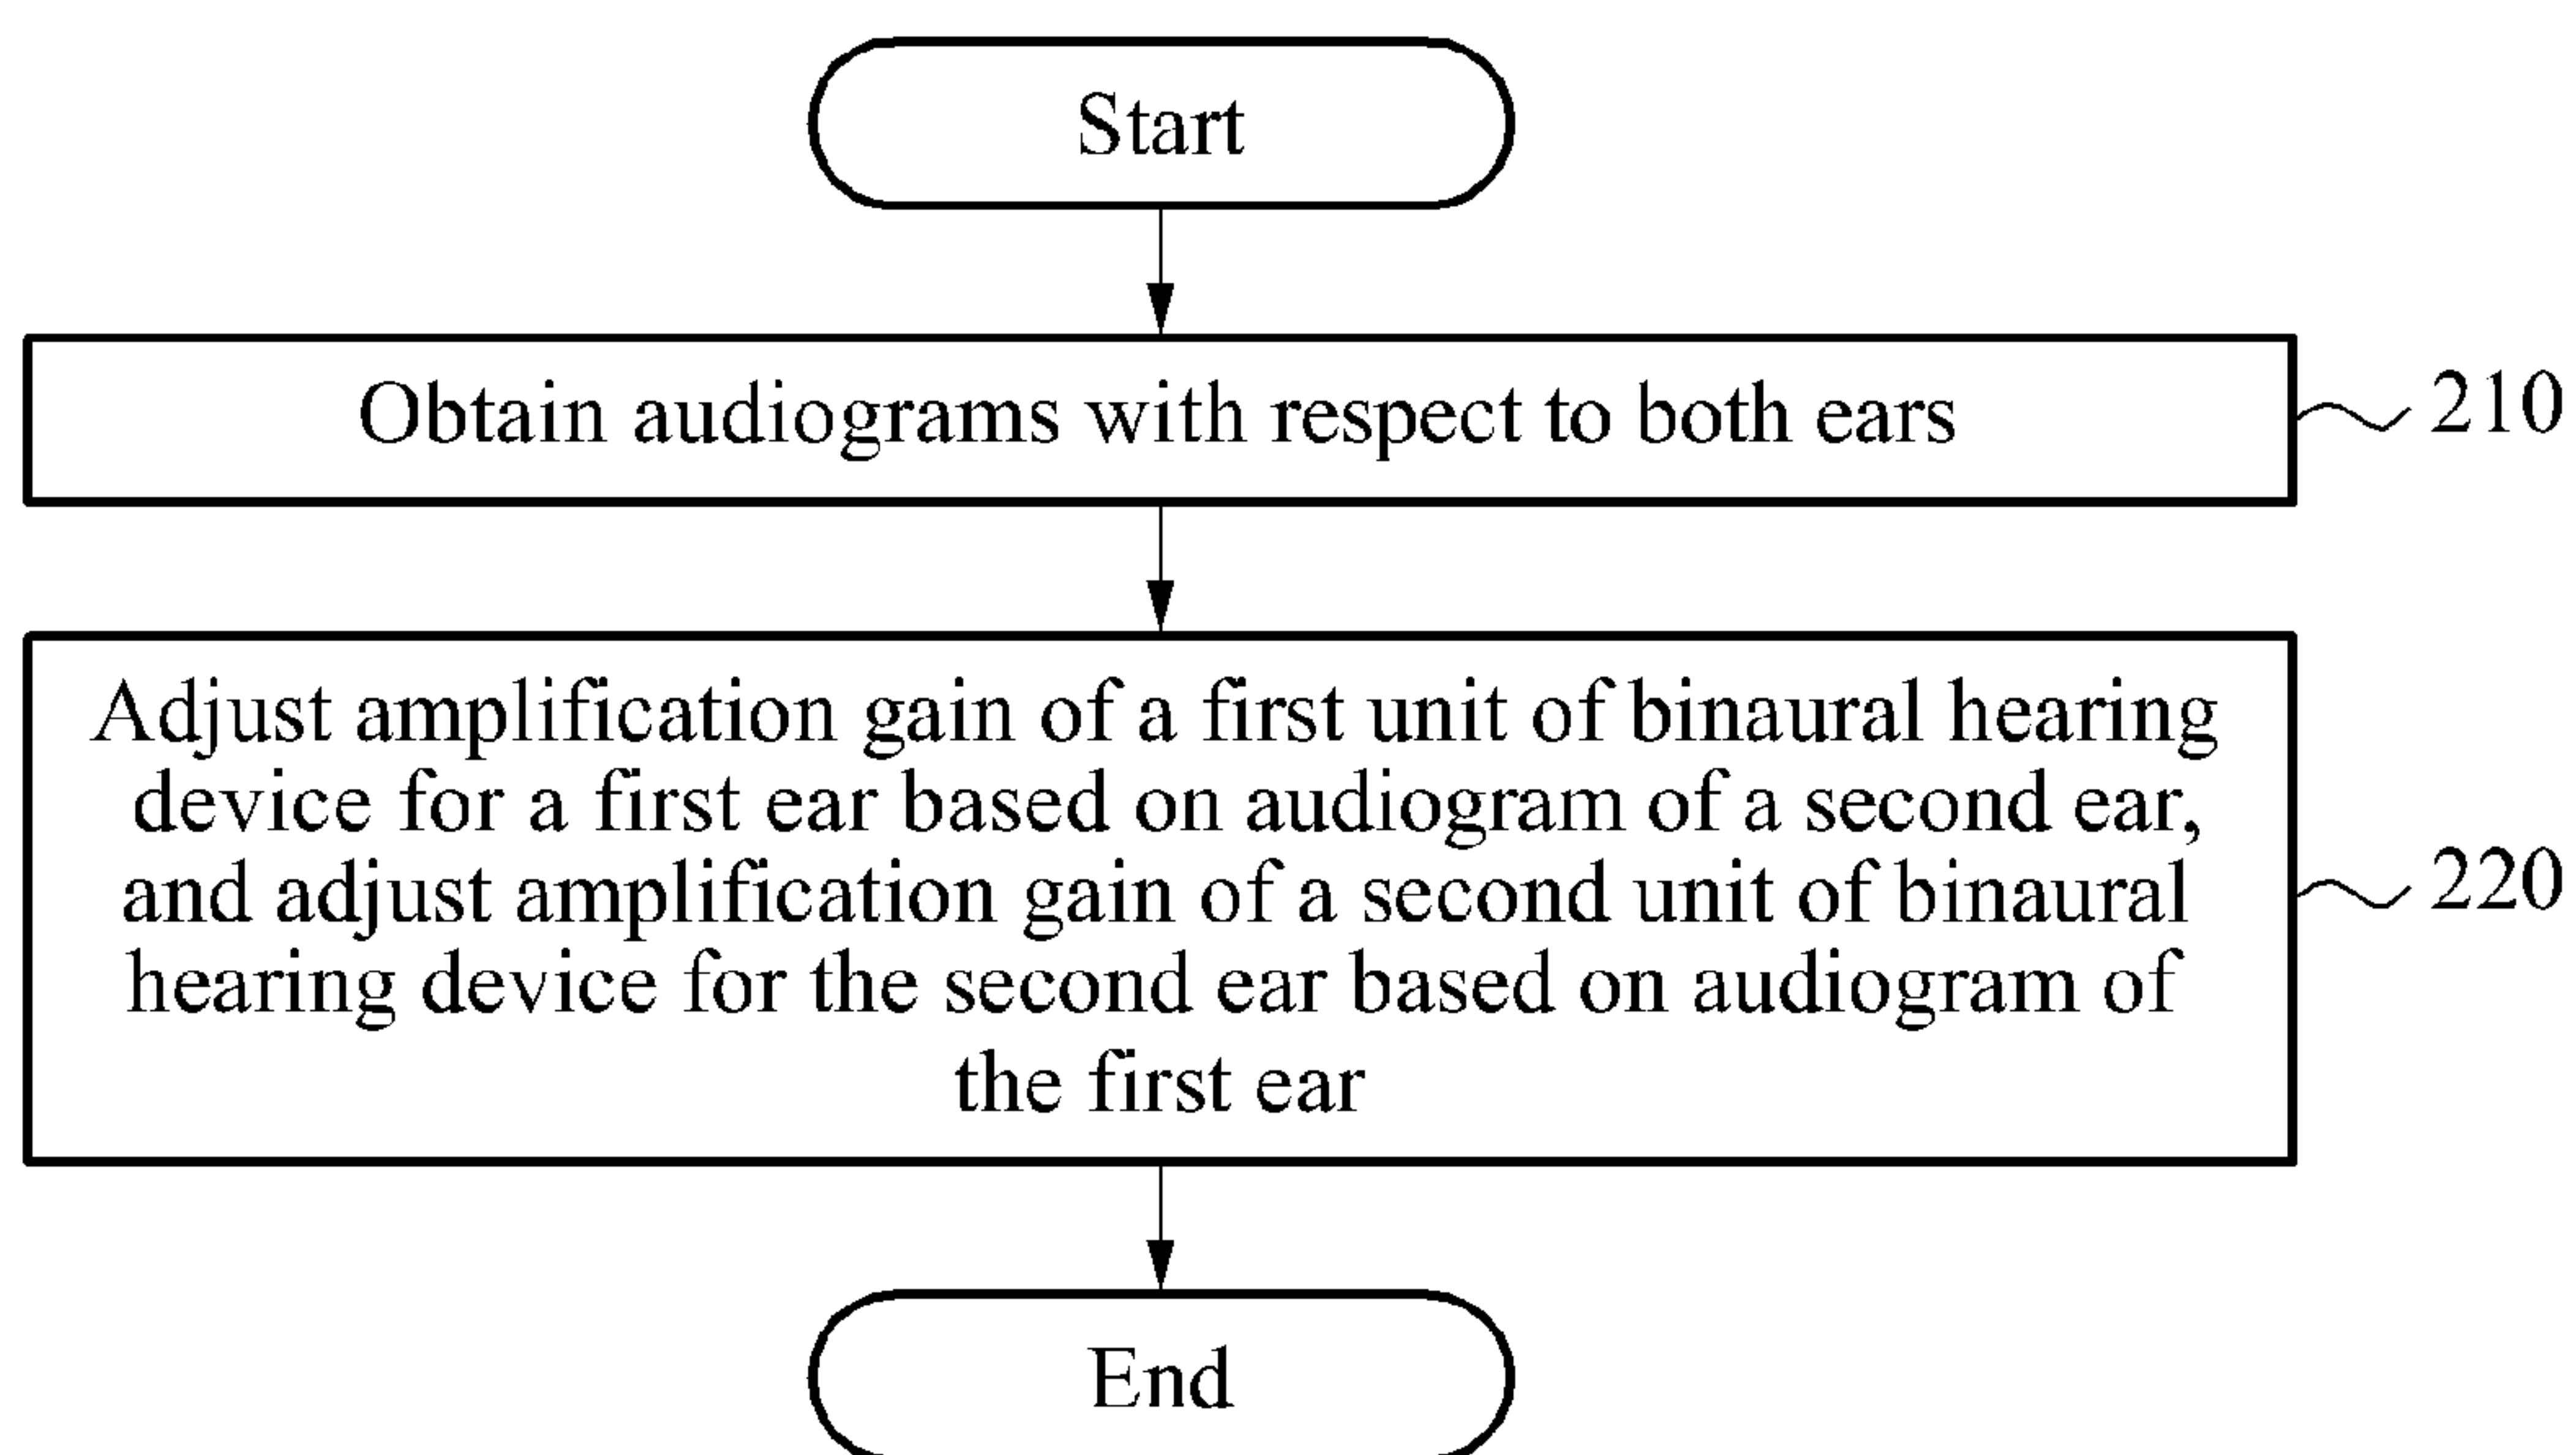 Start
Obtain audiograms with respect to both ears
210
Adjust amplification gain of a first unit of binaural hearing
device for a first ear based on audiogram of a second ear,
and adjust amplification gain of a second unit of binaural
hearing device for the second ear based on audiogram of
the first ear
220
End